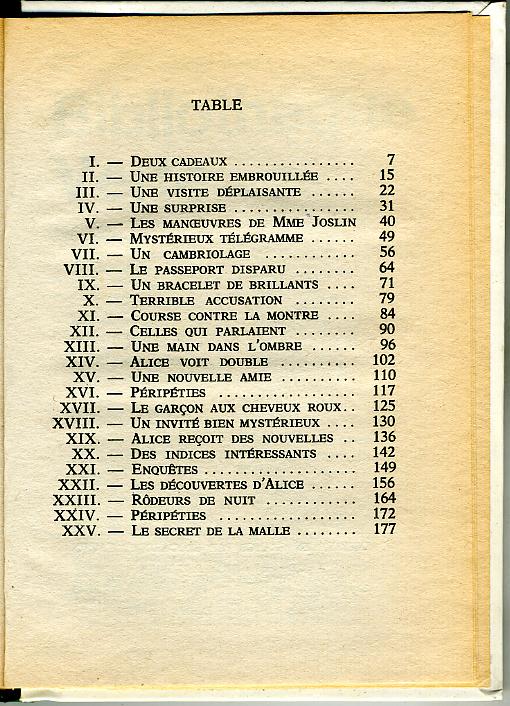 TABLE
I. — DEUX CADEAUX ................ 7
II. — UNE HISTOIRE EMBROUILLÉE .... 15
III. — UNE VISITE DÉPLAISANTE ...... 22
IV. — UNE SURPRISE ................ 31
V. — LES MANŒUVRES DE MME JOSLIN 40
VI. — MYSTÉRIEUX TÉLÉGRAMME ...... 49
VII. — UN CAMBRIOLAGE ............. 56
VIII. — LE PASSEPORT DISPARU ........ 64
IX. — UN BRACELET DE BRILLANTS .... 71
X. — TERRIBLE ACCUSATION ......... 79
XI. — COURSE CONTRE LA MONTRE .... 84
XII. — CELLES QUI PARLAIENT ........ 90
XIII. — UNE MAIN DANS L'OMBRE ...... 96
XIV. — ALICE VOIT DOUBLE ........... 102
XV. — UNE NOUVELLE AMIE .......... 110
XVI. — PÉRIPÉTIES .................. 117
XVII. — LE GARÇON AUX CHEVEUX ROUX.. 125
XVIII. — UN INVITÉ BIEN MYSTÉRIEUX .... 130
XIX. — ALICE REÇOIT DES NOUVELLES .. 136
XX. — DES INDICES INTÉRESSANTS .... 142
XXI. — ENQUÊTES .................... 149
XXII. — LES DÉCOUVERTES D'ALICE ...... 156
XXIII. — RÔDEURS DE NUIT ............ 164
XXIV. — PÉRIPÉTIES .................. 172
XXV. — LE SECRET DE LA MALLE ........ 177